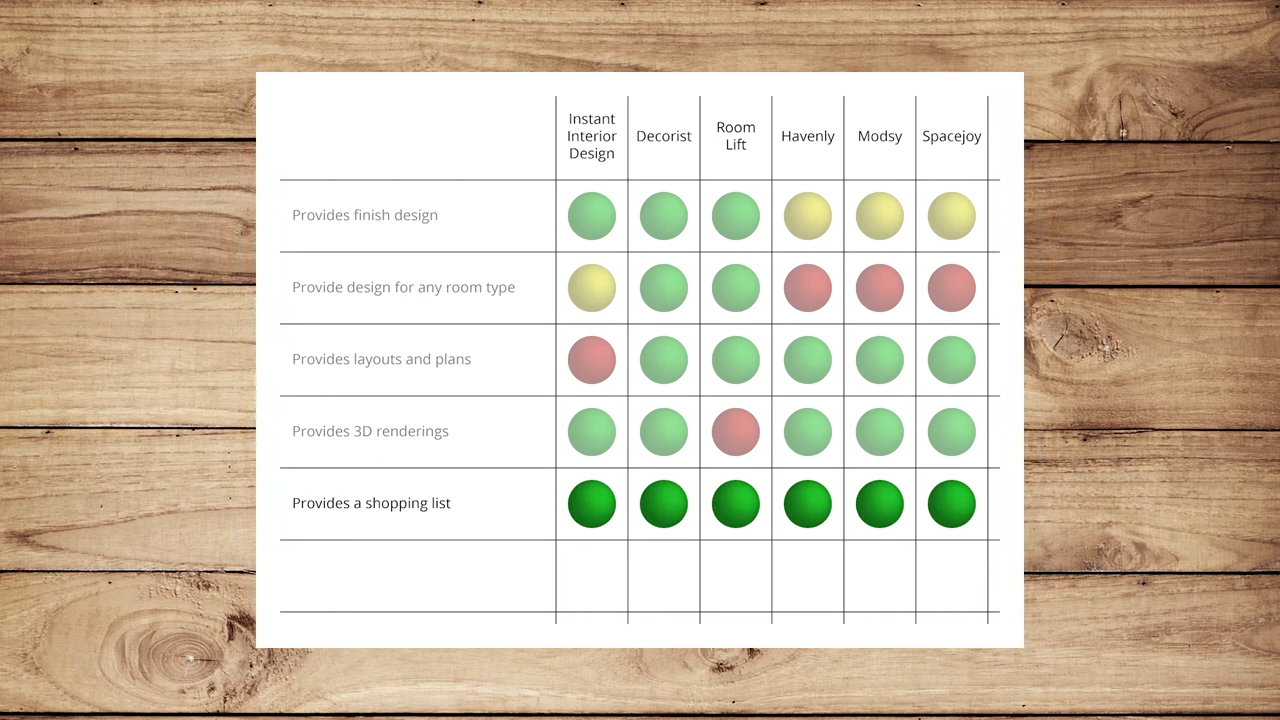 Instant
Interior
Design
Decorist
Room
Lift
Havenly
Modsy
Spacejoy
Provides finish design
Provide design for any room type
Provides layouts and plans
Provides 3D renderings
Provides a shopping list